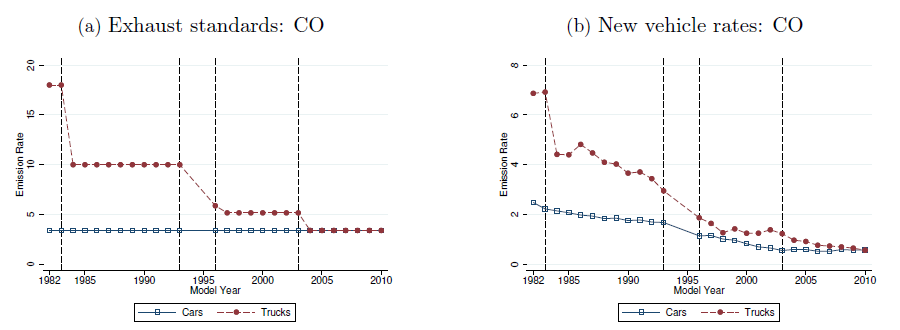 (a) Exhaust standards: CO
Emission Rate
20
15
10
5
0
1982 1985 1990 1995 2000 2005 2010
Model Year
Cars Trucks
(b) New vehicle rates: CO
Emission Rate
8
6
4
2
0
1982 1985 1990 1995 2000 2005 2010
Model Year
Cars Trucks